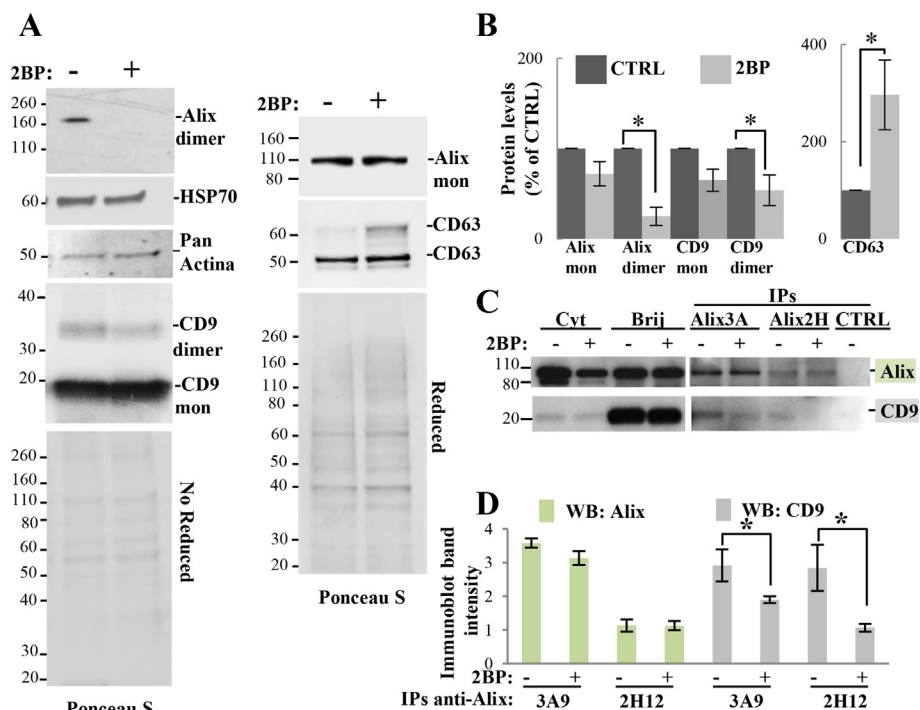 A
2BP: - +
260
160
110
-Alix
dimer
60
-HSP70
50
Pan
Actina
40
30
20
-CD9
dimer
-CD9
mon
260
160
110
80
60
50
40
30
20
No Reduced
Ponceau S
2BP: - +
160
110
80
-Alix
mon
60
50
-CD63
-CD63
260
160
110
80
60
50
40
30
20
Reduced
Ponceau S
B
Protein levels
(% of CTRL)
200
0
CTRL 2BP
* *
Alix
mon
Alix
dimer
CD9
mon
CD9
dimer
400
200
0
*
CD63
C
IPs
Cyt Brij Alix3A Alix2H CTRL
2BP: - + - + - + - + -
110
80
- Alix
20
- CD9
D
WB: Alix WB: CD9
Immunoblot band
intensity
4
3
2
1
0
* *
2BP: - + - + - + - +
IPs anti-Alix: 3A9 2H12 3A9 2H12